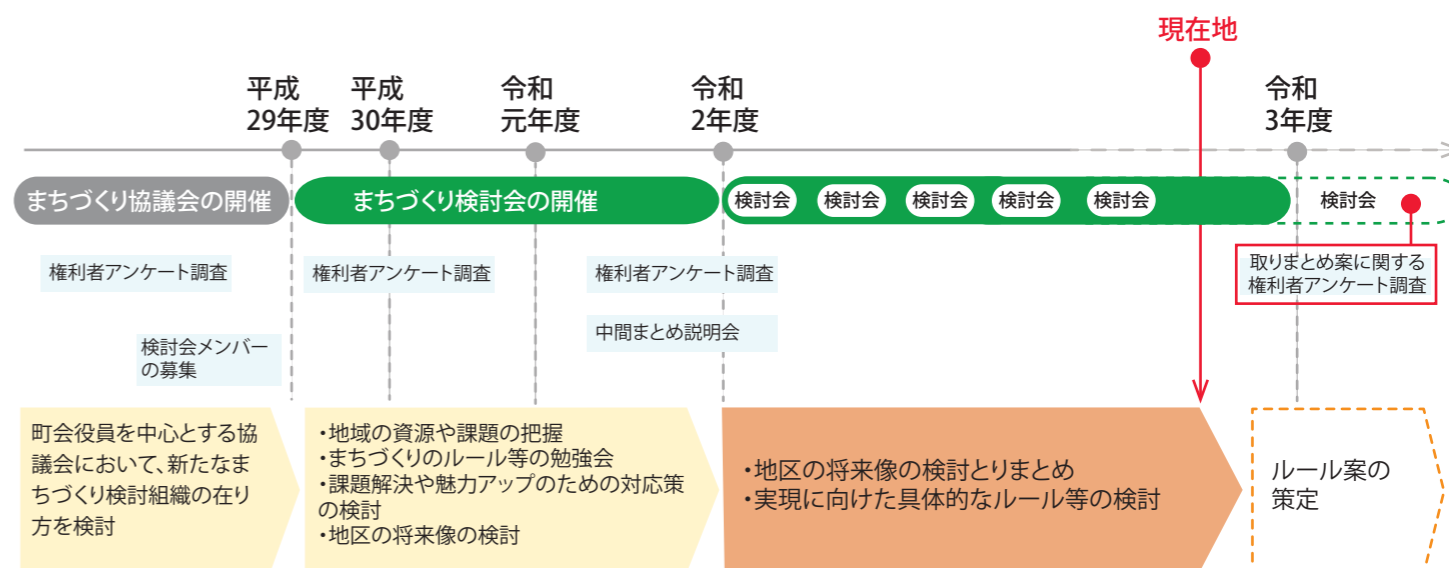 現在地
平成
29年度
平成
30年度
令和
元年度
令和
2年度
令和
3年度
まちづくり協議会の開催
まちづくり検討会の開催
検討会
検討会
検討会
検討会
検討会
検討会
権利者アンケート調査
権利者アンケート調査
権利者アンケート調査
取りまとめ案に関する
権利者アンケート調査
中間まとめ説明会
検討会メンバー
の募集
町会役員を中心とする協
議会において、新たなま
ちづくり検討組織の在り
方を検討
・地域の資源や課題の把握
・まちづくりのルール等の勉強会
・課題解決や魅力アップのための対応策
の検討
・地区の将来像の検討
・地区の将来像の検討とりまとめ
・実現に向けた具体的なルール等の検討
ルール案の
策定